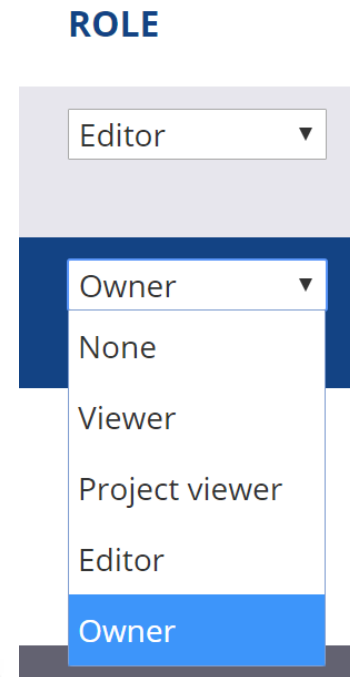 ROLE
Editor
Owner
None
Viewer
Project viewer
Editor
Owner